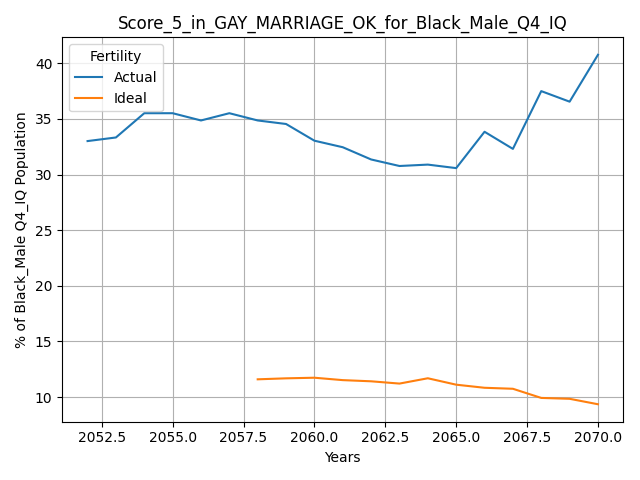 Score_5_in_GAY_MARRIAGE_OK_for_Black_Male_Q4_IQ
Fertility
Actual
Ideal
% of Black_Male Q4_IQ Population
40
35
30
25
20
15
10
2052.5
2055.0
2057.5
2060.0
2062.5
2065.0
2067.5
2070.0
Years